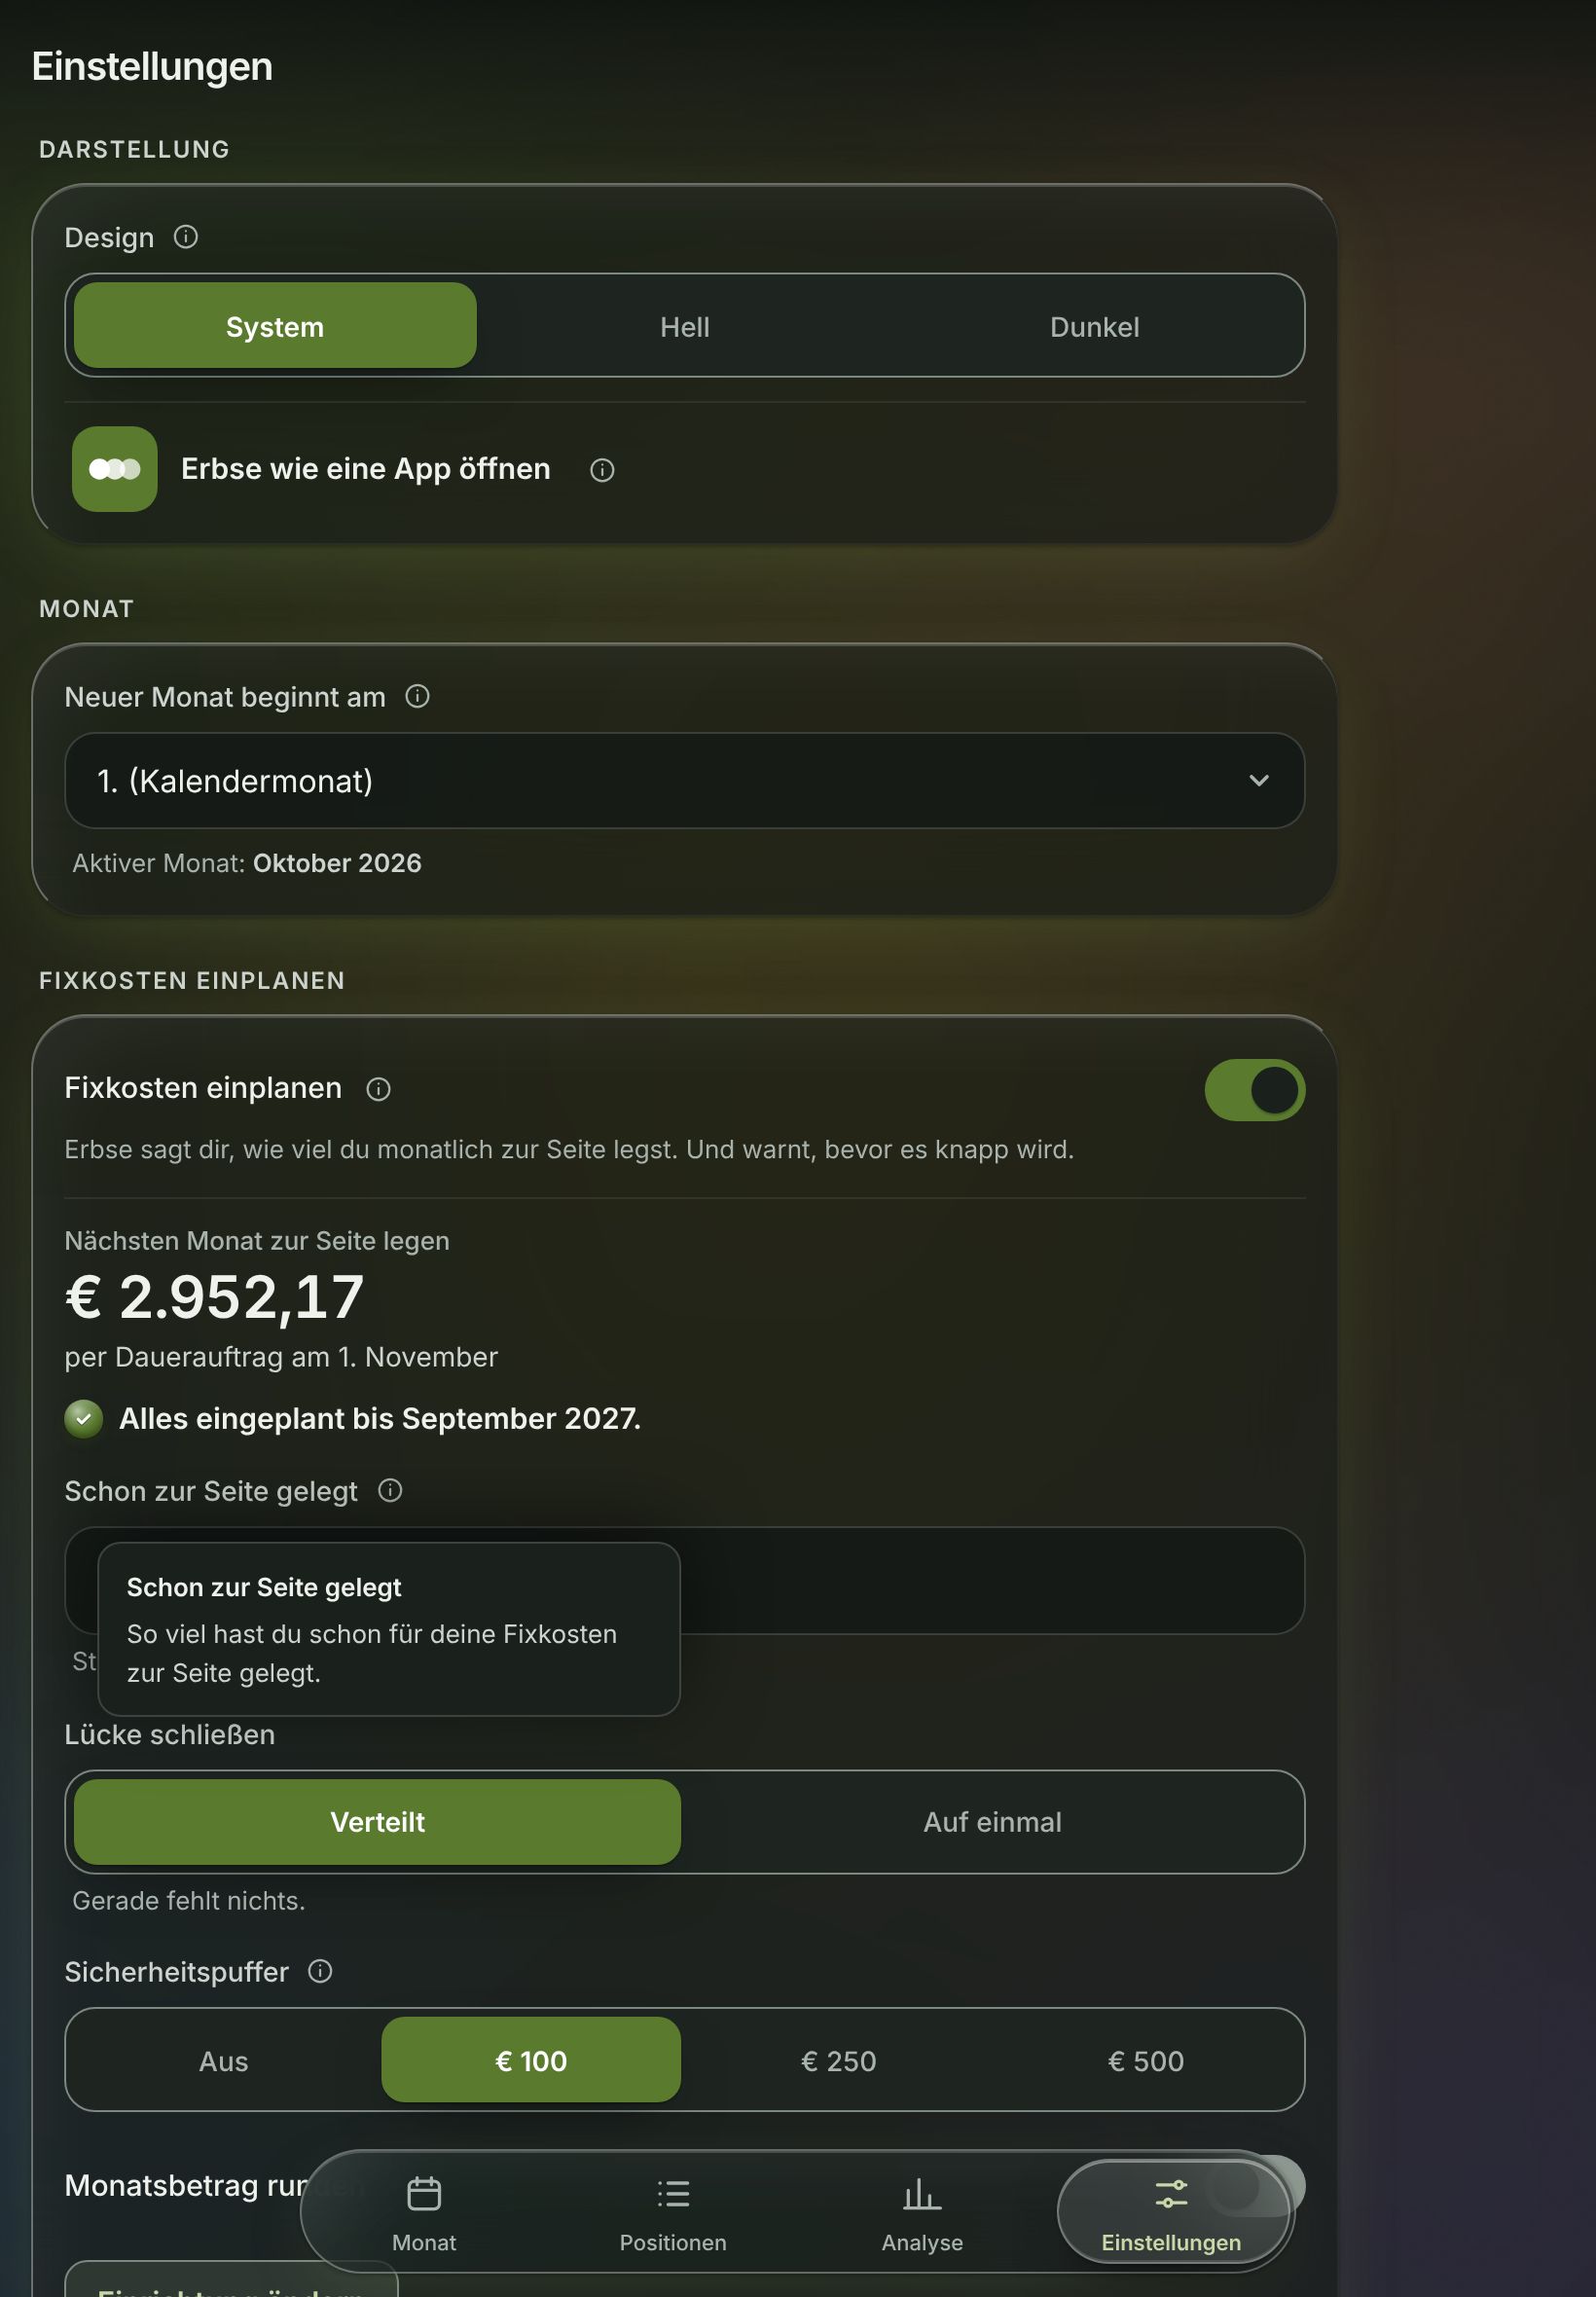 Einstellungen
DARSTELLUNG
Design
System Hell Dunkel
Erbse wie eine App öffnen
MONAT
Neuer Monat beginnt am
1. (Kalendermonat)
Aktiver Monat: Oktober 2026
FIXKOSTEN EINPLANEN
Fixkosten einplanen
Erbse sagt dir, wie viel du monatlich zur Seite legst. Und warnt, bevor es knapp wird.
Nächsten Monat zur Seite legen
€ 2.952,17
per Dauerauftrag am 1. November
Alles eingeplant bis September 2027.
Schon zur Seite gelegt
Schon zur Seite gelegt
So viel hast du schon für deine Fixkosten
zur Seite gelegt.
Lücke schließen
Verteilt Auf einmal
Gerade fehlt nichts.
Sicherheitspuffer
Aus € 100 € 250 € 500
Monatsbetrag
Monat Positionen Analyse Einstellungen